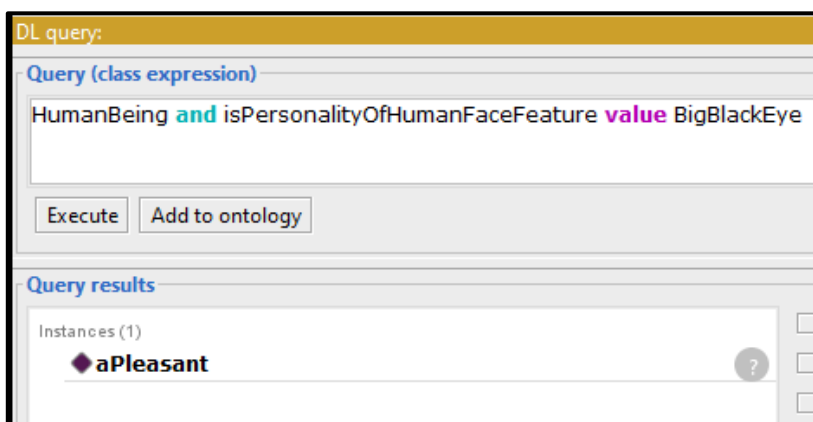 DL query:
Query (class expression)
HumanBeing and isPersonalityOfHumanFaceFeature value BigBlackEye
Execute Add to ontology
Query results
Instances (1)
aPleasant ?